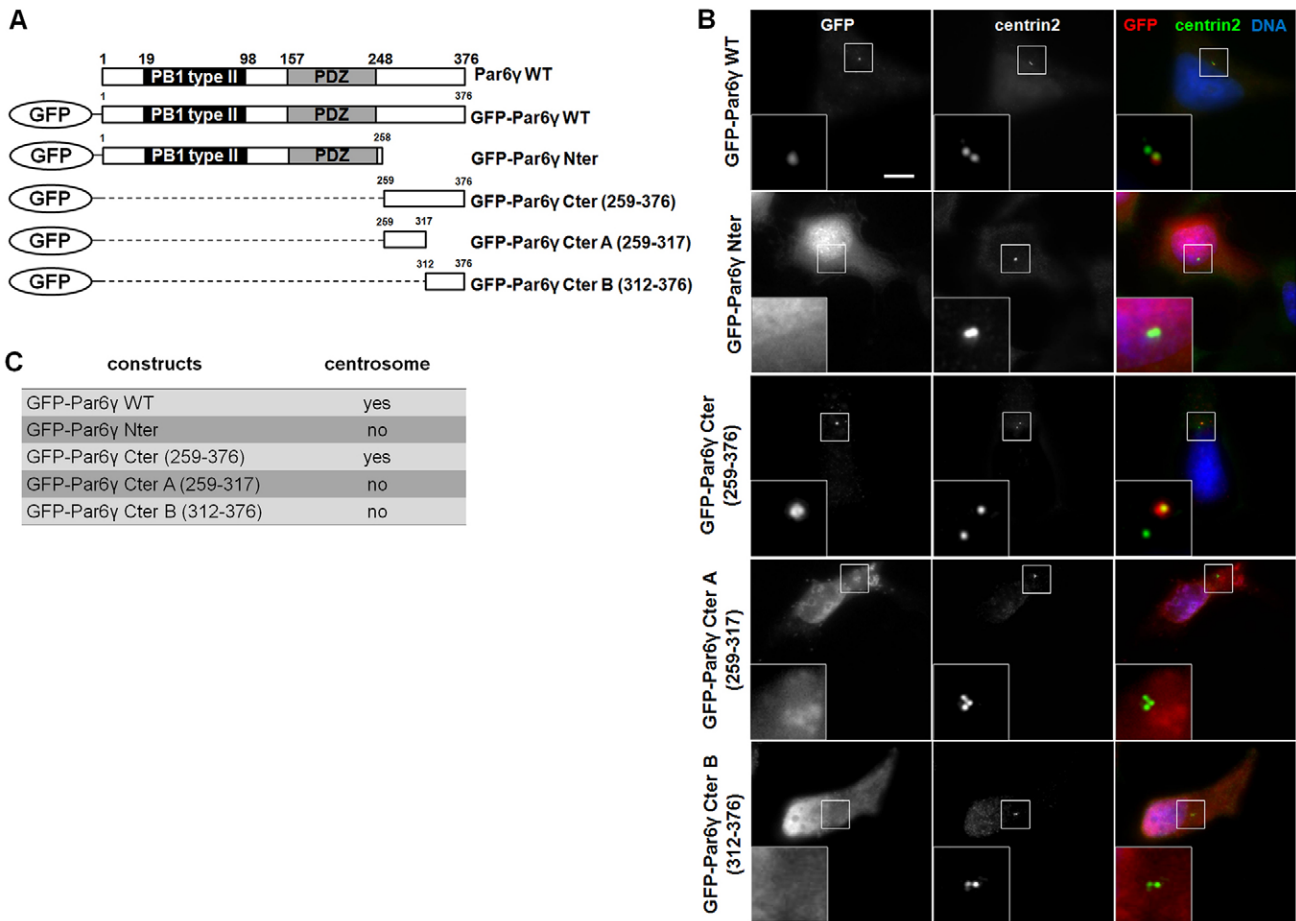 A
1 19 98 157 248 376
PB1 type II PDZ Par6γ WT
1 376
GFP PB1 type II PDZ GFP-Par6γ WT
1 258
GFP PB1 type II PDZ GFP-Par6γ Nter
259 376
GFP GFP-Par6γ Cter (259-376)
259 317
GFP GFP-Par6γ Cter A (259-317)
312 376
GFP GFP-Par6γ Cter B (312-376)
C
constructs centrosome
GFP-Par6γ WT yes
GFP-Par6γ Nter no
GFP-Par6γ Cter (259-376) yes
GFP-Par6γ Cter A (259-317) no
GFP-Par6γ Cter B (312-376) no
B
GFP centrin2 GFP centrin2 DNA
GFP-Par6γ WT
GFP-Par6γ Nter
GFP-Par6γ Cter
(259-376)
GFP-Par6γ Cter A
(259-317)
GFP-Par6γ Cter B
(312-376)